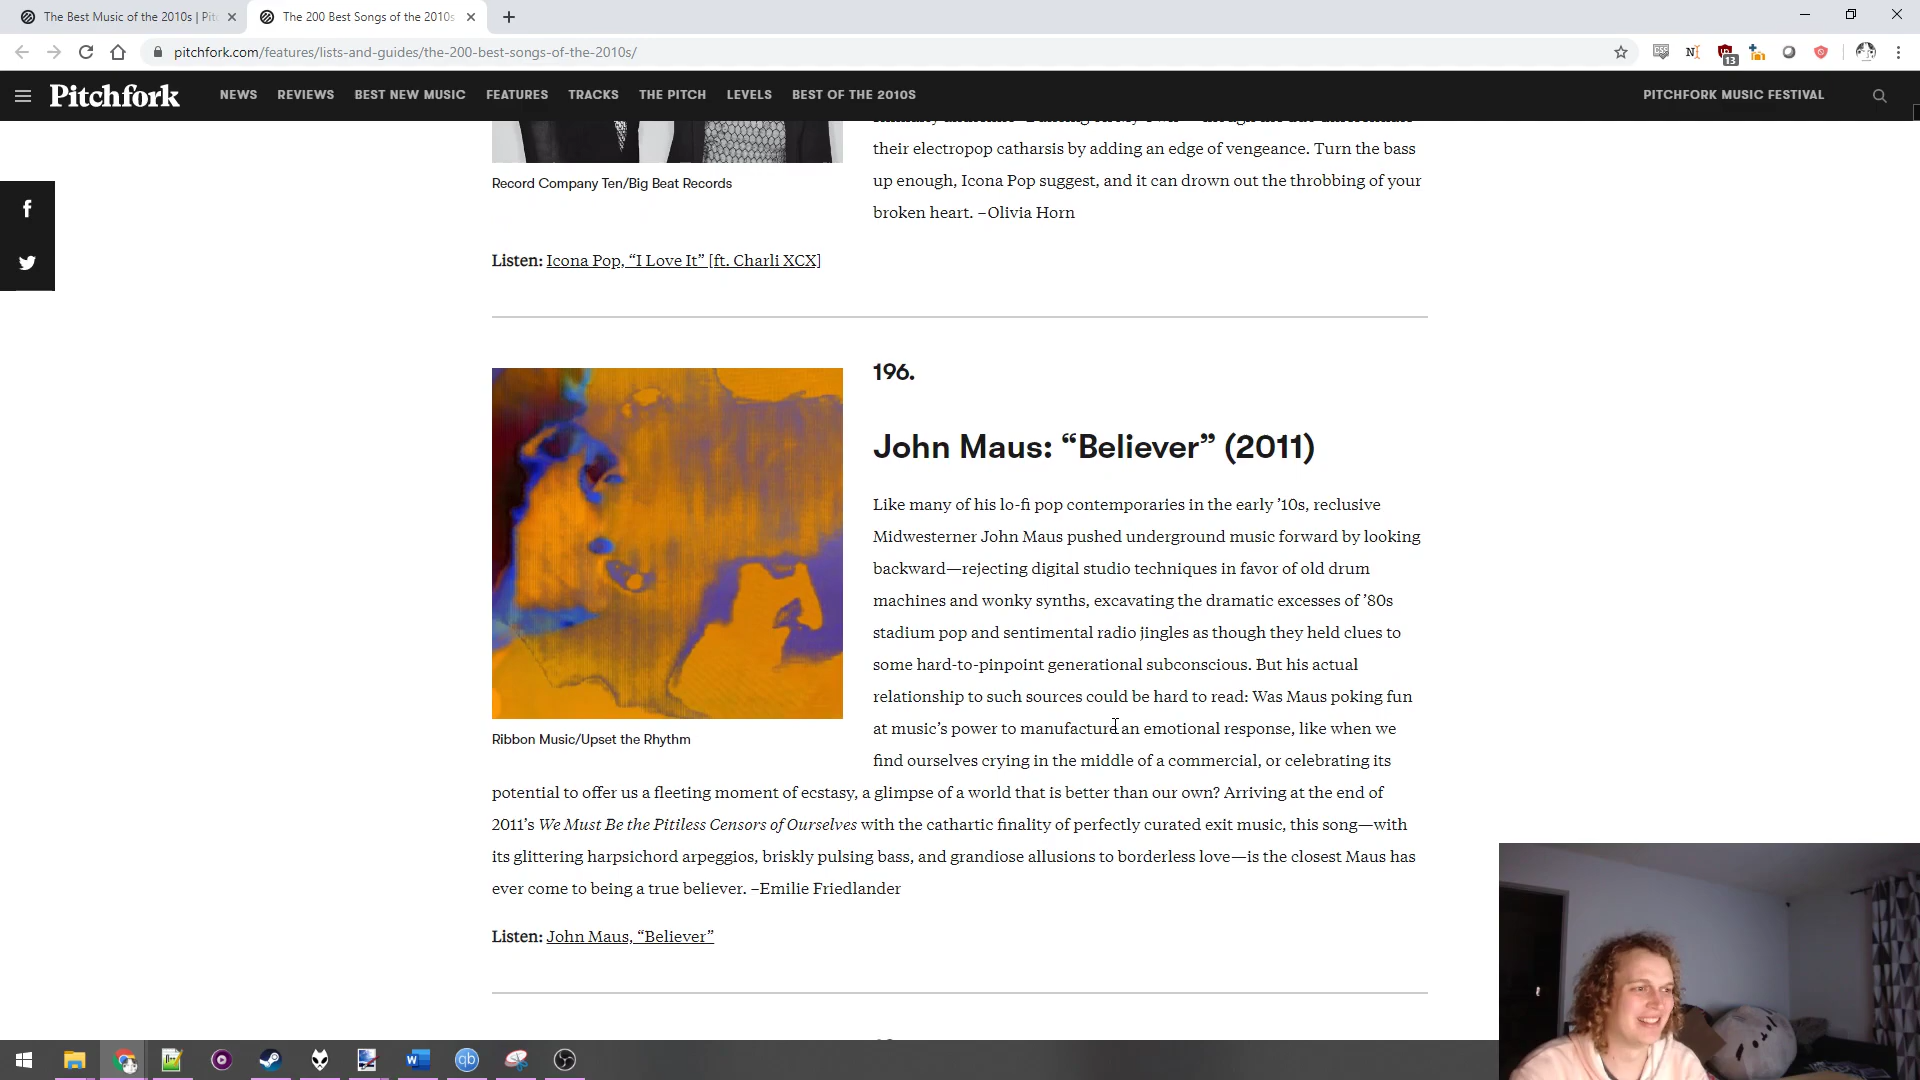 The Best Music of the 2010s | Pit
The 200 Best Songs of the 2010s
pitchfork.com/features/lists-and-guides/the-200-best-songs-of-the-2010s/
13
Pitchfork
NEWS
REVIEWS
BEST NEW MUSIC
FEATURES
TRACKS
THE PITCH
LEVELS
BEST OF THE 2010S
PITCHFORK MUSIC FESTIVAL
their electropop catharsis by adding an edge of vengeance. Turn the bass
up enough, Icona Pop suggest, and it can drown out the throbbing of your
broken heart. –Olivia Horn
Record Company Ten/Big Beat Records
Listen: Icona Pop, “I Love It” [ft. Charli XCX]
196.
John Maus: “Believer” (2011)
Like many of his lo-fi pop contemporaries in the early ’10s, reclusive
Midwesterner John Maus pushed underground music forward by looking
backward—rejecting digital studio techniques in favor of old drum
machines and wonky synths, excavating the dramatic excesses of ’80s
stadium pop and sentimental radio jingles as though they held clues to
some hard-to-pinpoint generational subconscious. But his actual
relationship to such sources could be hard to read: Was Maus poking fun
at music’s power to manufacture an emotional response, like when we
find ourselves crying in the middle of a commercial, or celebrating its
potential to offer us a fleeting moment of ecstasy, a glimpse of a world that is better than our own? Arriving at the end of
2011’s We Must Be the Pitiless Censors of Ourselves with the cathartic finality of perfectly curated exit music, this song—with
its glittering harpsichord arpeggios, briskly pulsing bass, and grandiose allusions to borderless love—is the closest Maus has
ever come to being a true believer. –Emilie Friedlander
Ribbon Music/Upset the Rhythm
Listen: John Maus, “Believer”